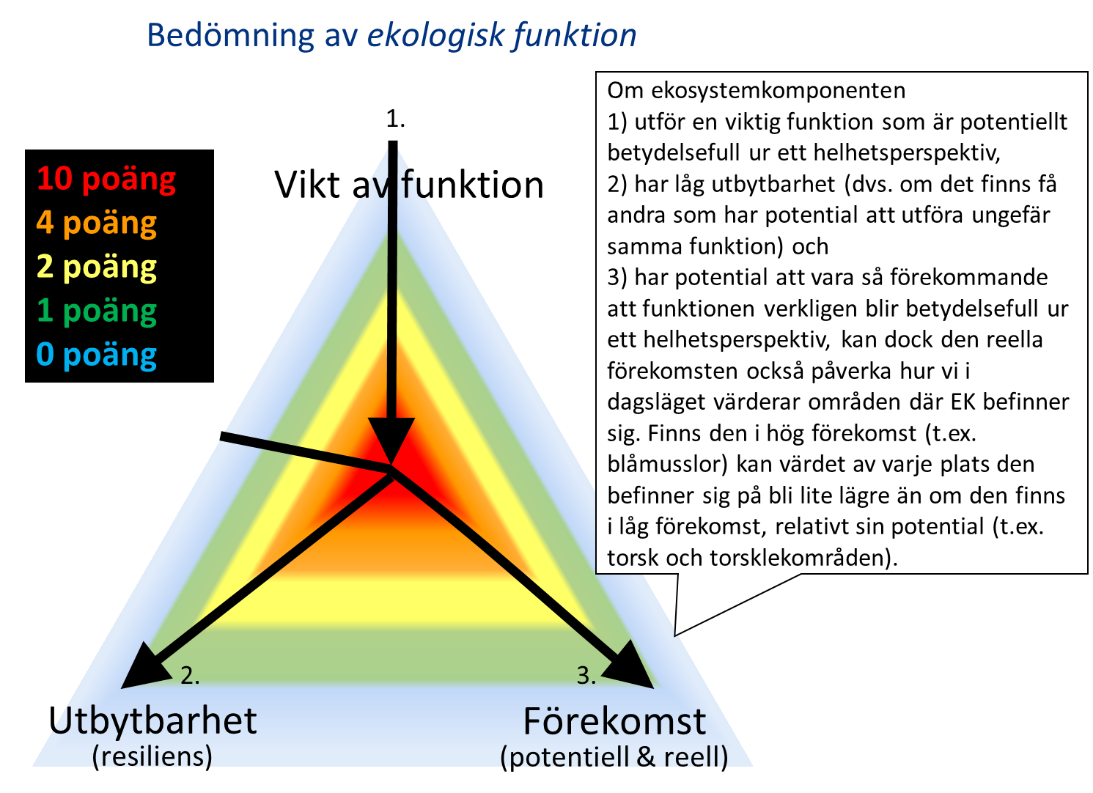 Bedömning av ekologisk funktion
10 poäng
4 poäng
2 poäng
1 poäng
0 poäng
1.
Vikt av funktion
2.
Utbytbarhet
(resiliens)
3.
Förekomst
(potentiell & reell)
Om ekosystemkomponenten
1) utför en viktig funktion som är potentiellt
betydelsefull ur ett helhetsperspektiv,
2) har låg utbytbarhet (dvs. om det finns få
andra som har potential att utföra ungefär
samma funktion) och
3) har potential att vara så förekommande
att funktionen verkligen blir betydelsefull ur
ett helhetsperspektiv, kan dock den reella
förekomsten också påverka hur vi i
dagsläget värderar områden där EK befinner
sig. Finns den i hög förekomst (t.ex.
blåmusslor) kan värdet av varje plats den
befinner sig på bli lite lägre än om den finns
i låg förekomst, relativt sin potential (t.ex.
torsk och torsklekområden).